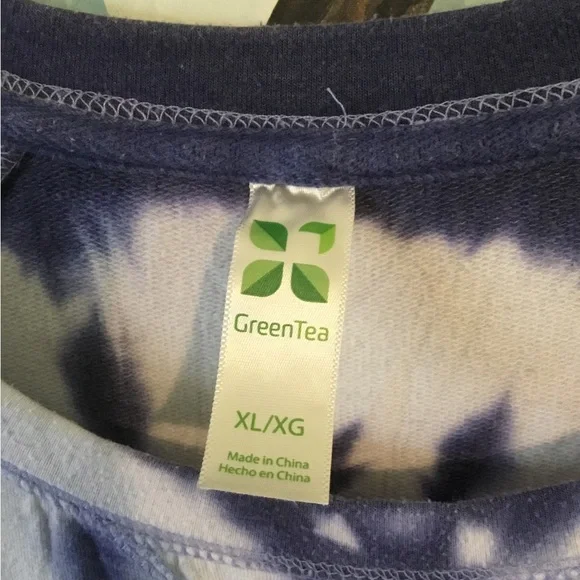 GreenTea
XL/XG
Made in China
Hecho en China